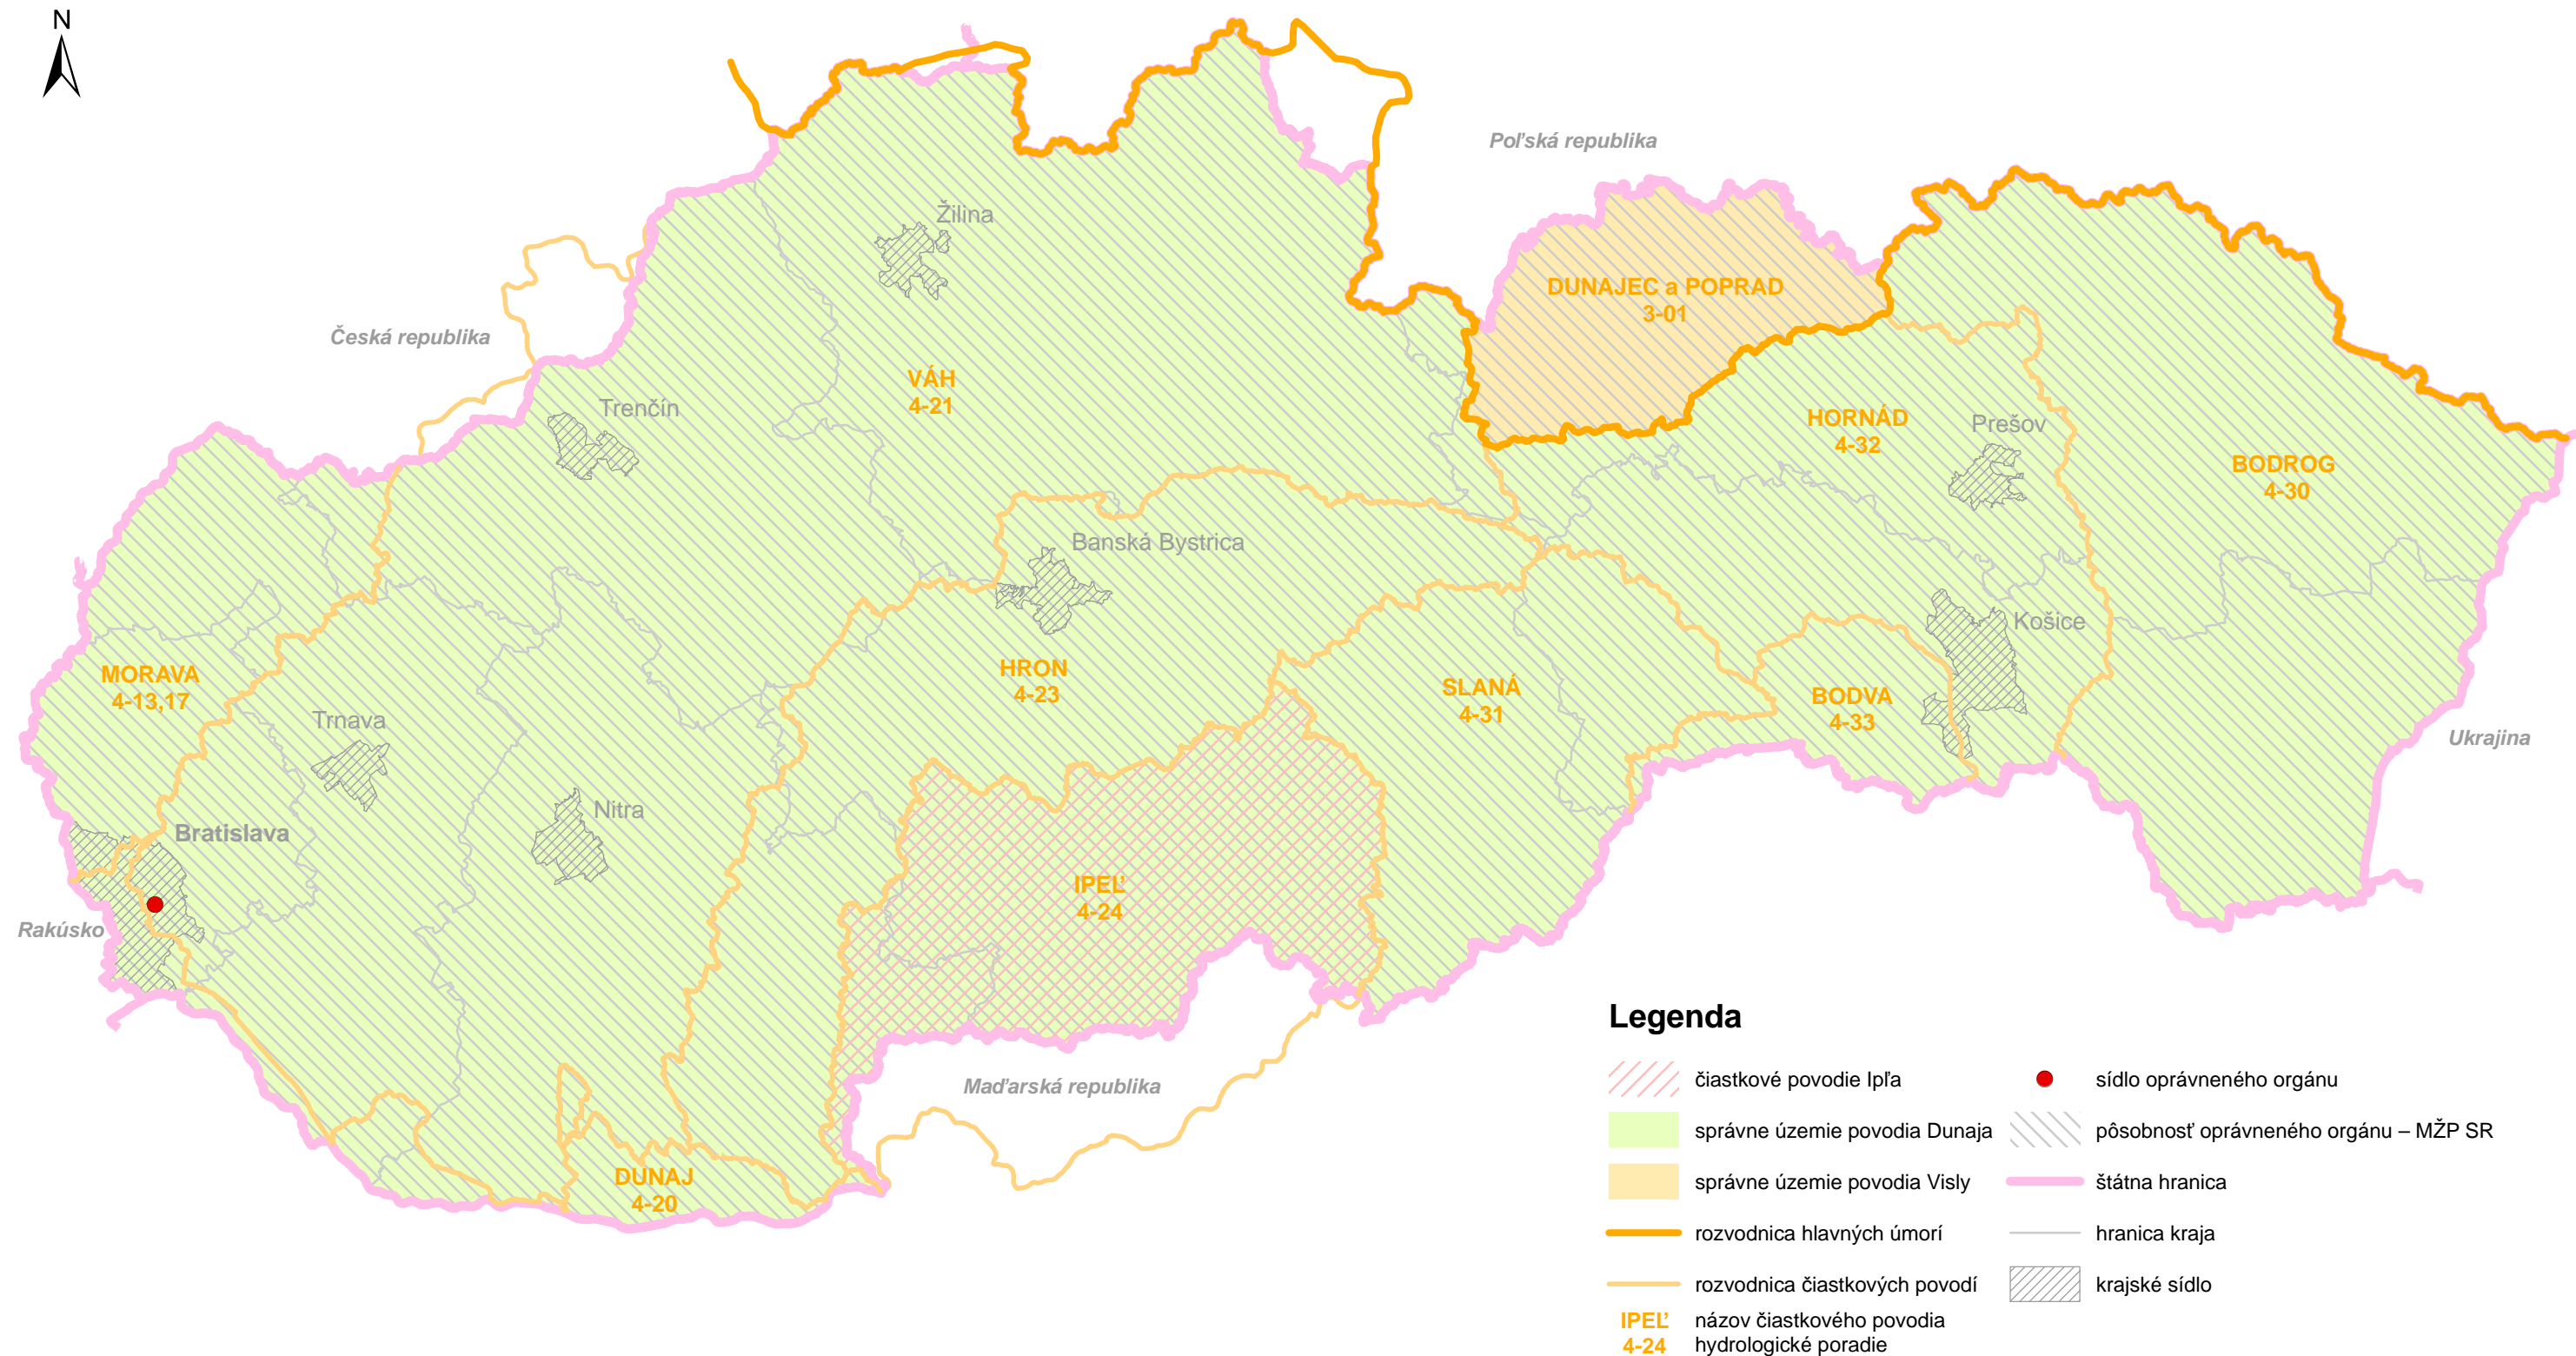 N
Poľská republika
Žilina
DUNAJEC a POPRAD
3-01
Česká republika
VÁH
4-21
Trenčín
HORNÁD
4-32
Prešov
BODROG
4-30
Banská Bystrica
Košice
MORAVA
4-13,17
HRON
4-23
SLANÁ
4-31
BODVA
4-33
Trnava
Ukrajina
Nitra
Bratislava
IPEĽ
4-24
Rakúsko
Maďarská republika
DUNAJ
4-20
Legenda
čiastkové povodie Ipľa
sídlo oprávneného orgánu
správne územie povodia Dunaja
pôsobnosť oprávneného orgánu – MŽP SR
správne územie povodia Visly
štátna hranica
rozvodnica hlavných úmorí
hranica kraja
rozvodnica čiastkových povodí
krajské sídlo
IPEĽ
4-24
názov čiastkového povodia
hydrologické poradie